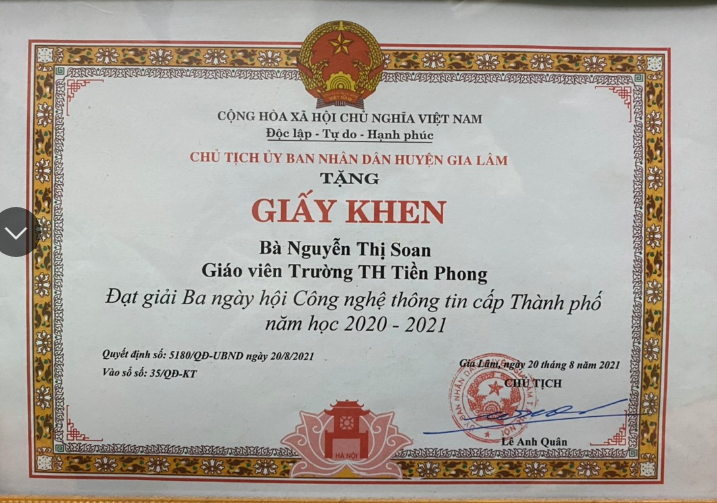 CỘNG HÒA XÃ HỘI CHỦ NGHĨA VIỆT NAM
Độc lập - Tự do - Hạnh phúc
CHỦ TỊCH ỦY BAN NHÂN DÂN HUYỆN GIA LÂM
TẶNG
GIẤY KHEN
Bà Nguyễn Thị Soan
Giáo viên Trường TH Tiền Phong
Đạt giải Ba ngày hội Công nghệ thông tin cấp Thành phố
năm học 2020 - 2021
Quyết định số: 5180/QĐ-UBND ngày 20/8/2021
Vào sổ số: 35/QĐ-KT
Gia Lâm, ngày 20 tháng 8 năm 2021
CHỦ TỊCH
Lê Anh Quân
HÀ NỘI